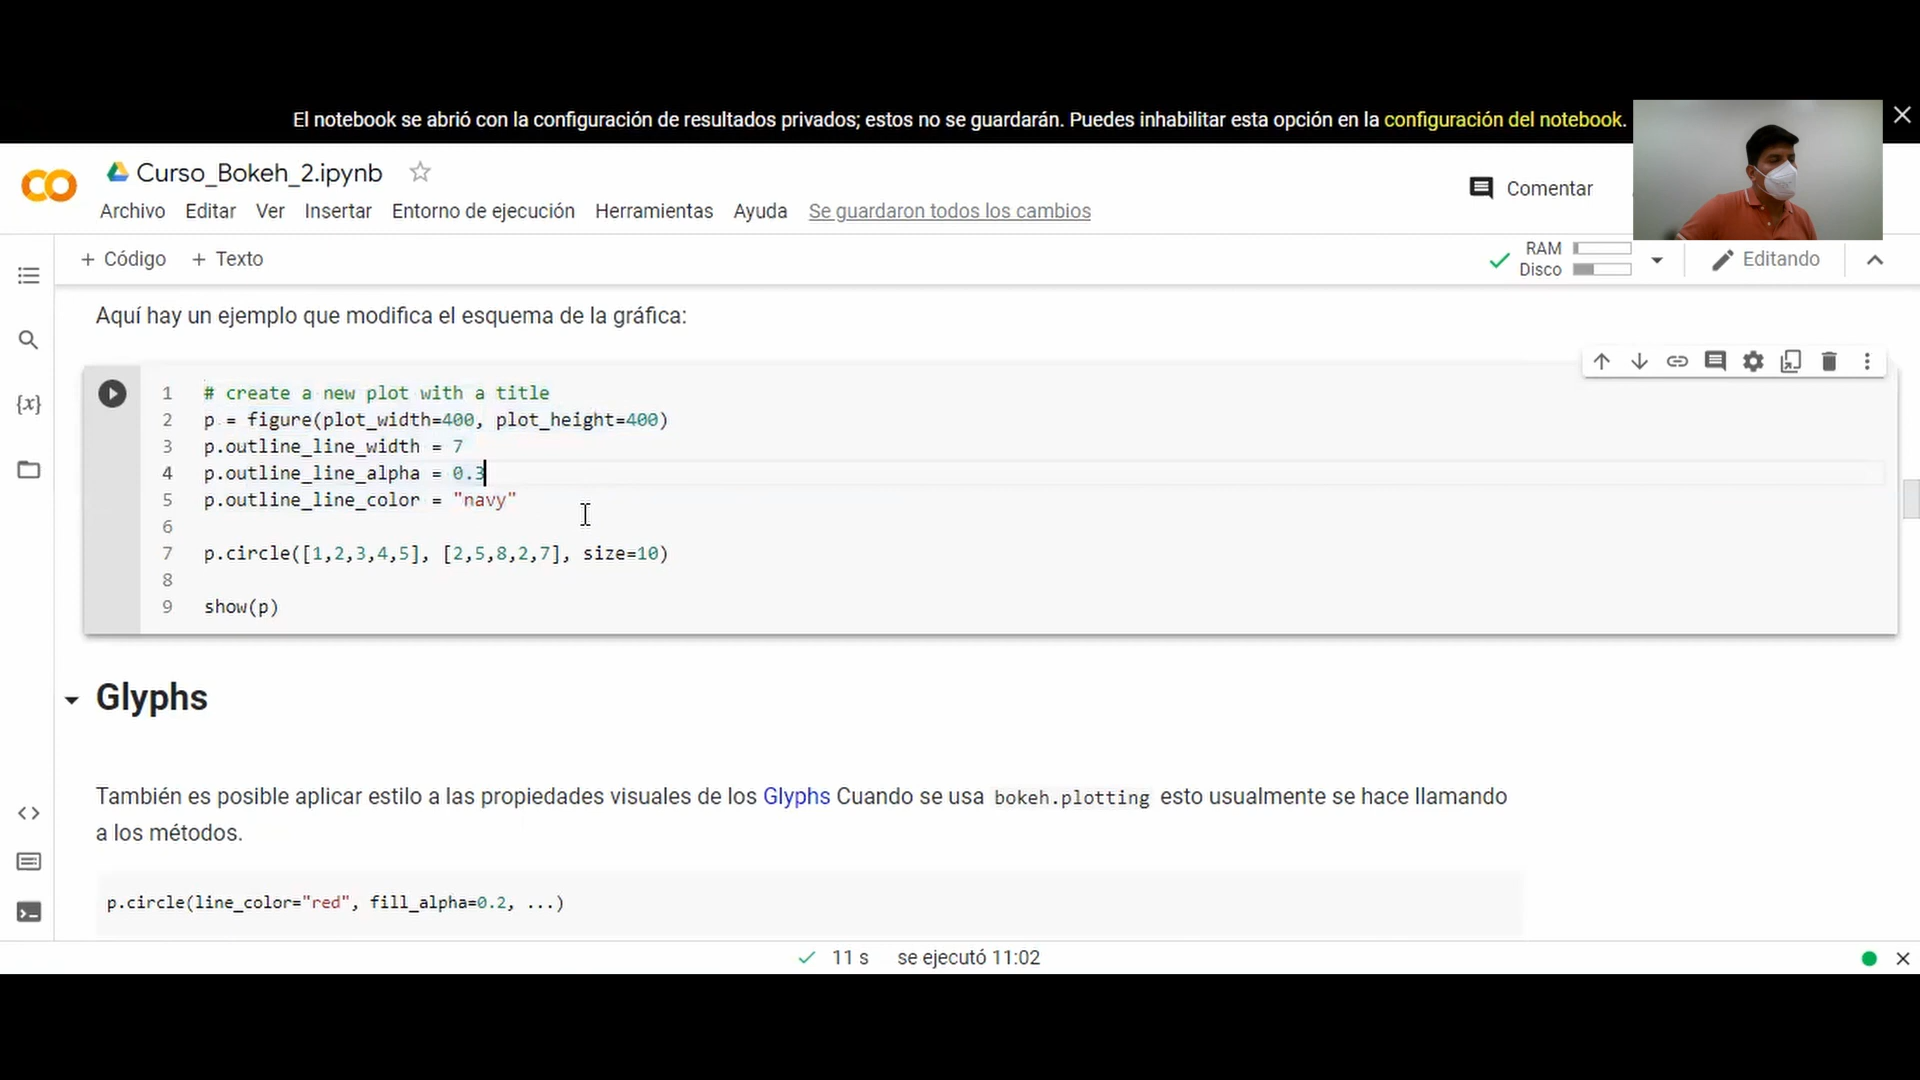 El notebook se abrió con la configuración de resultados privados; estos no se guardarán. Puedes inhabilitar esta opción en la configuración del notebook.
Curso_Bokeh_2.ipynb
Comentar
Archivo Editar Ver Insertar Entorno de ejecución Herramientas Ayuda Se guardaron todos los cambios
+ Código + Texto
RAM
Disco
Editando
Aquí hay un ejemplo que modifica el esquema de la gráfica:
1 # create a new plot with a title
2 p = figure(plot_width=400, plot_height=400)
3 p.outline_line_width = 7
4 p.outline_line_alpha = 0.3
5 p.outline_line_color = "navy"
6
7 p.circle([1,2,3,4,5], [2,5,8,2,7], size=10)
8
9 show(p)
Glyphs
También es posible aplicar estilo a las propiedades visuales de los Glyphs Cuando se usa bokeh.plotting esto usualmente se hace llamando
a los métodos.
p.circle(line_color="red", fill_alpha=0.2, ...)
11 s se ejecutó 11:02